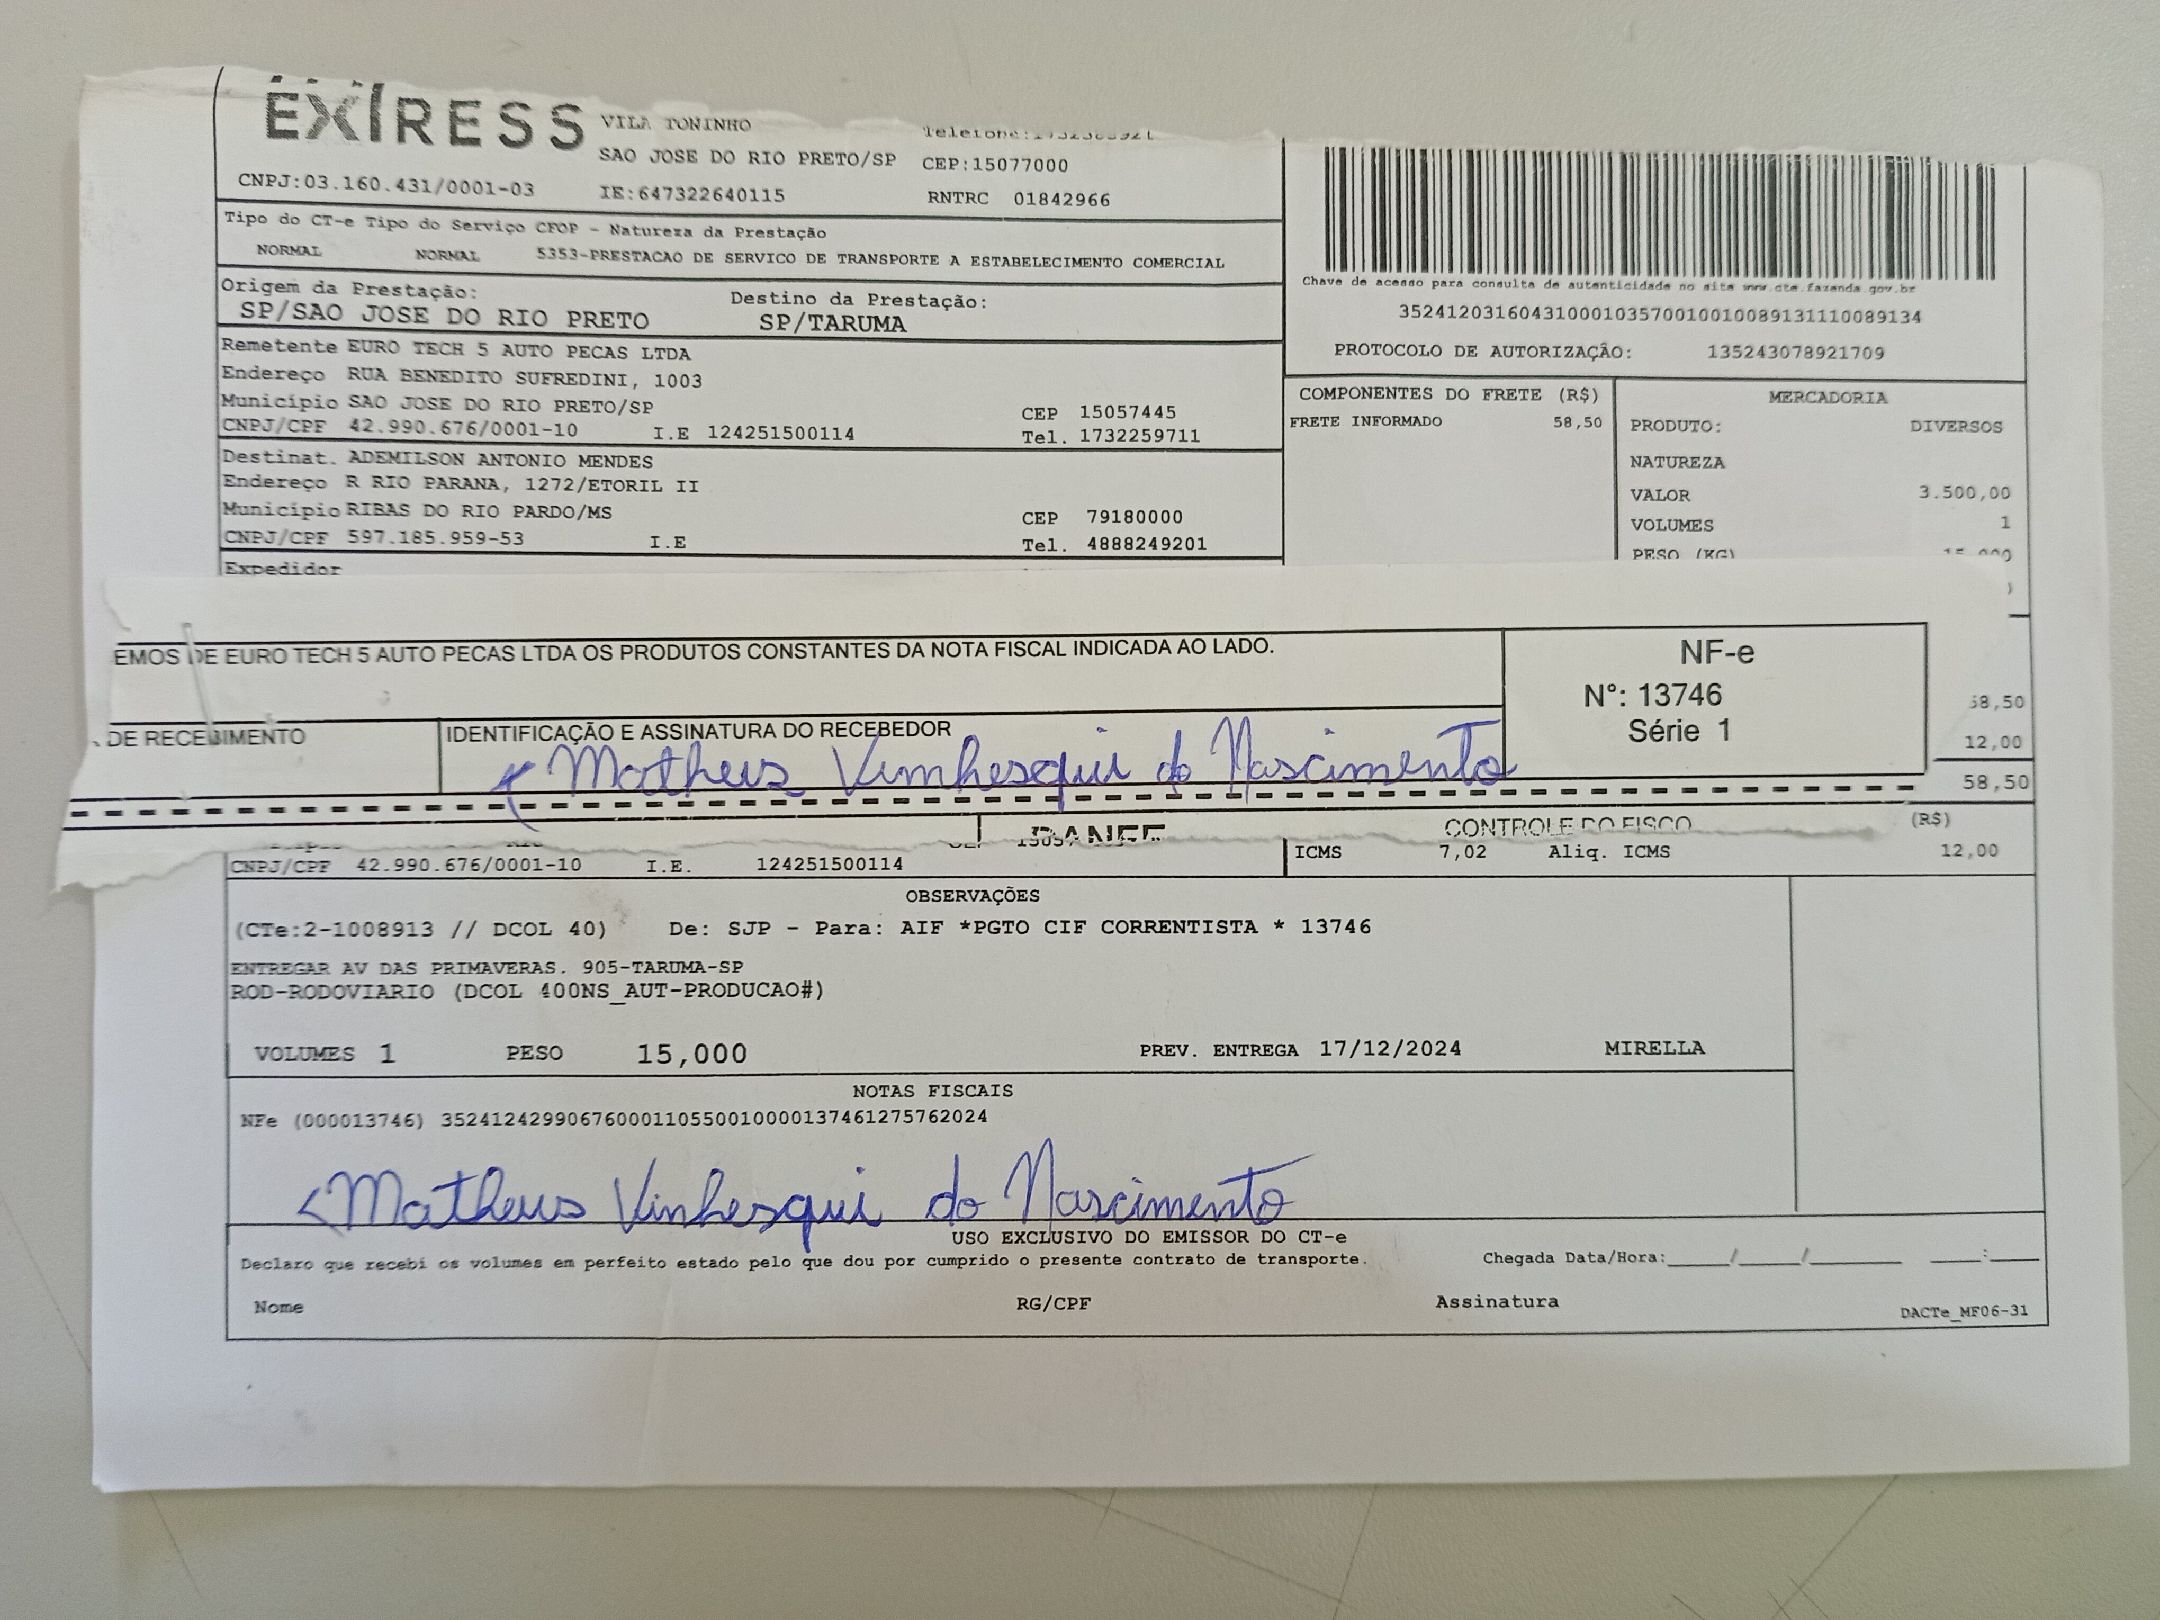 EXPRESS
VILA TONINHO
SAO JOSE DO RIO PRETO/SP CEP:15077000
CNPJ:03.160.431/0001-03 IE:647322640115 RNTRC 01842966
Tipo do CT-e Tipo do Serviço CFOP - Natureza da Prestação
NORMAL NORMAL 5353-PRESTACAO DE SERVICO DE TRANSPORTE A ESTABELECIMENTO COMERCIAL
Origem da Prestação: Destino da Prestação:
SP/SAO JOSE DO RIO PRETO SP/TARUMA
Remetente EURO TECH 5 AUTO PECAS LTDA
Endereço RUA BENEDITO SUFREDINI, 1003
Município SAO JOSE DO RIO PRETO/SP CEP 15057445
CNPJ/CPF 42.990.676/0001-10 I.E 124251500114 Tel. 1732259711
Destinat. ADEMILSON ANTONIO MENDES
Endereço R RIO PARANA, 1272/ETORIL II
Município RIBAS DO RIO PARDO/MS CEP 79180000
CNPJ/CPF 597.185.959-53 I.E Tel. 4888249201
Expedidor
Chave de acesso para consulta de autenticidade no site www.cte.fazenda.gov.br
35241203160431000103570010010089131110089134
PROTOCOLO DE AUTORIZAÇÃO: 135243078921709
COMPONENTES DO FRETE (R$)
FRETE INFORMADO 58,50
MERCADORIA
PRODUTO: DIVERSOS
NATUREZA
VALOR 3.500,00
VOLUMES 1
PESO (KG) 15,000
EMOS DE EURO TECH 5 AUTO PECAS LTDA OS PRODUTOS CONSTANTES DA NOTA FISCAL INDICADA AO LADO.
NF-e
N°: 13746
Série 1
DE RECEBIMENTO IDENTIFICAÇÃO E ASSINATURA DO RECEBEDOR
Matheus Vinhesqui do Nascimento
58,50
12,00
58,50
DANFE CONTROLE DO FISCO (R$)
CNPJ/CPF 42.990.676/0001-10 I.E. 124251500114 ICMS 7,02 Aliq. ICMS 12,00
OBSERVAÇÕES
(CTe:2-1008913 // DCOL 40) De: SJP - Para: AIF *PGTO CIF CORRENTISTA * 13746
ENTREGAR AV DAS PRIMAVERAS. 905-TARUMA-SP
ROD-RODOVIARIO (DCOL 400NS_AUT-PRODUCAO#)
VOLUMES 1 PESO 15,000 PREV. ENTREGA 17/12/2024 MIRELLA
NOTAS FISCAIS
NFe (000013746) 35241242990676000110550010000137461275762024
Matheus Vinhesqui do Nascimento
USO EXCLUSIVO DO EMISSOR DO CT-e
Declaro que recebi os volumes em perfeito estado pelo que dou por cumprido o presente contrato de transporte. Chegada Data/Hora:____/____/______ ___:___
Nome RG/CPF Assinatura DACTe_MF06-31